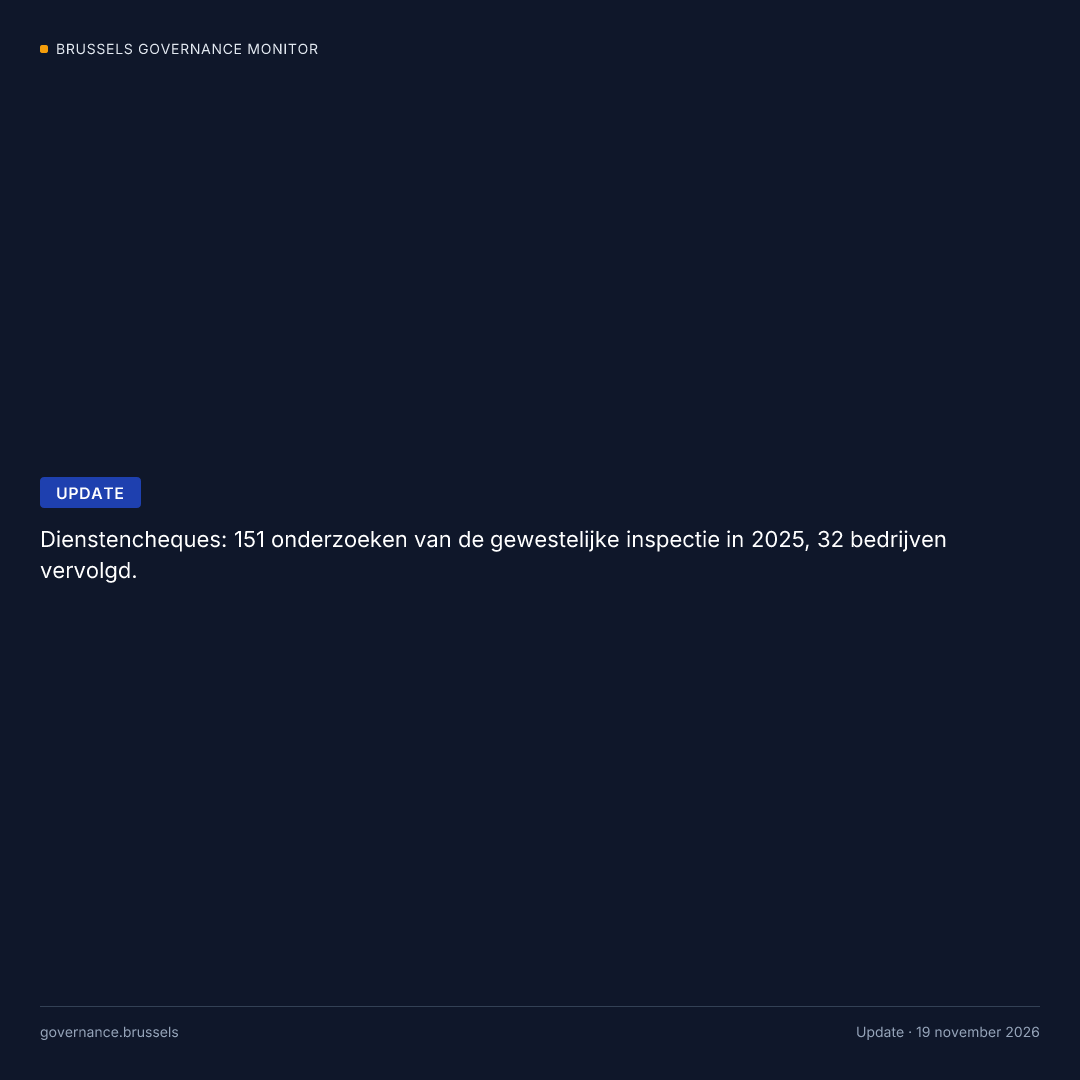 BRUSSELS GOVERNANCE MONITOR
UPDATE
Dienstencheques: 151 onderzoeken van de gewestelijke inspectie in 2025, 32 bedrijven
vervolgd.
governance.brussels
Update · 19 november 2026